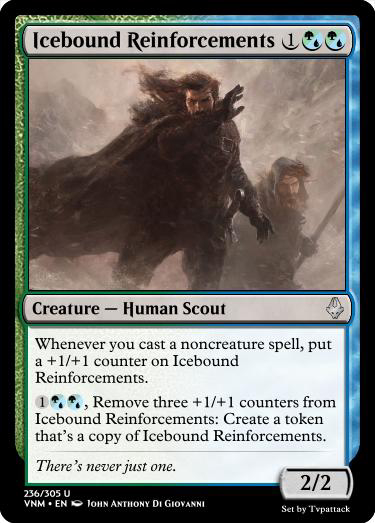 Icebound Reinforcements 1
Creature — Human Scout
Whenever you cast a noncreature spell, put
a +1/+1 counter on Icebound
Reinforcements.
1, Remove three +1/+1 counters from
Icebound Reinforcements: Create a token
that's a copy of Icebound Reinforcements.
There's never just one.
2/2
236/305 U
VNM • EN John Anthony Di Giovanni
Set by Tvpattack